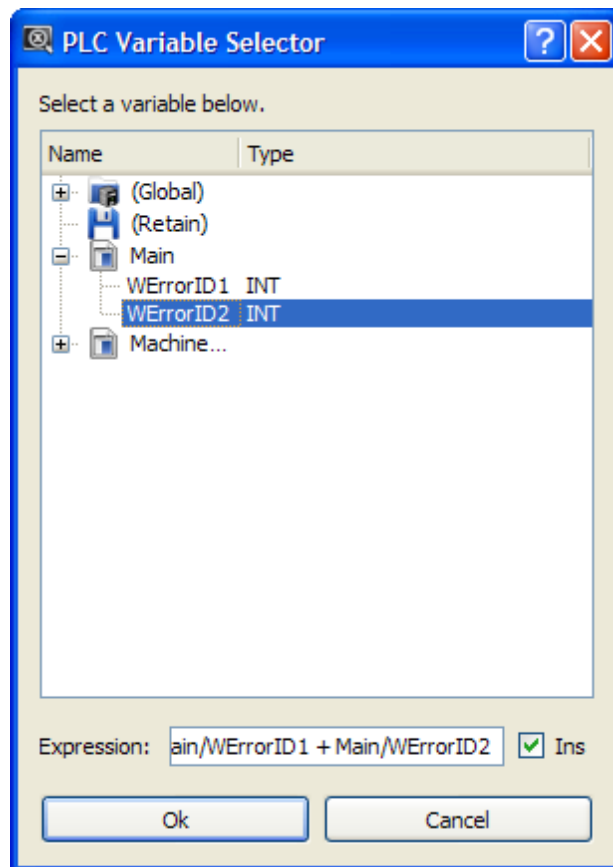 PLC Variable Selector
Select a variable below.
Name Type
(Global)
(Retain)
Main
WErrorID1 INT
WErrorID2 INT
Machine...
Expression: ain/WErrorID1 + Main/WErrorID2 Ins
Ok Cancel